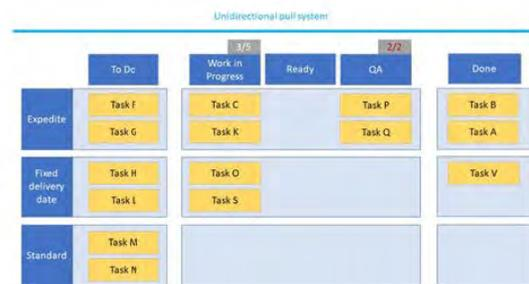 Unidirectional pull system
3/5
2/2
To Do
Work in
Progress
Ready
QA
Done
Expedite
Task F
Task C
Task P
Task B
Task G
Task K
Task Q
Task A
Fixed
delivery
date
Task H
Task O
Task V
Task L
Task S
Standard
Task M
Task N